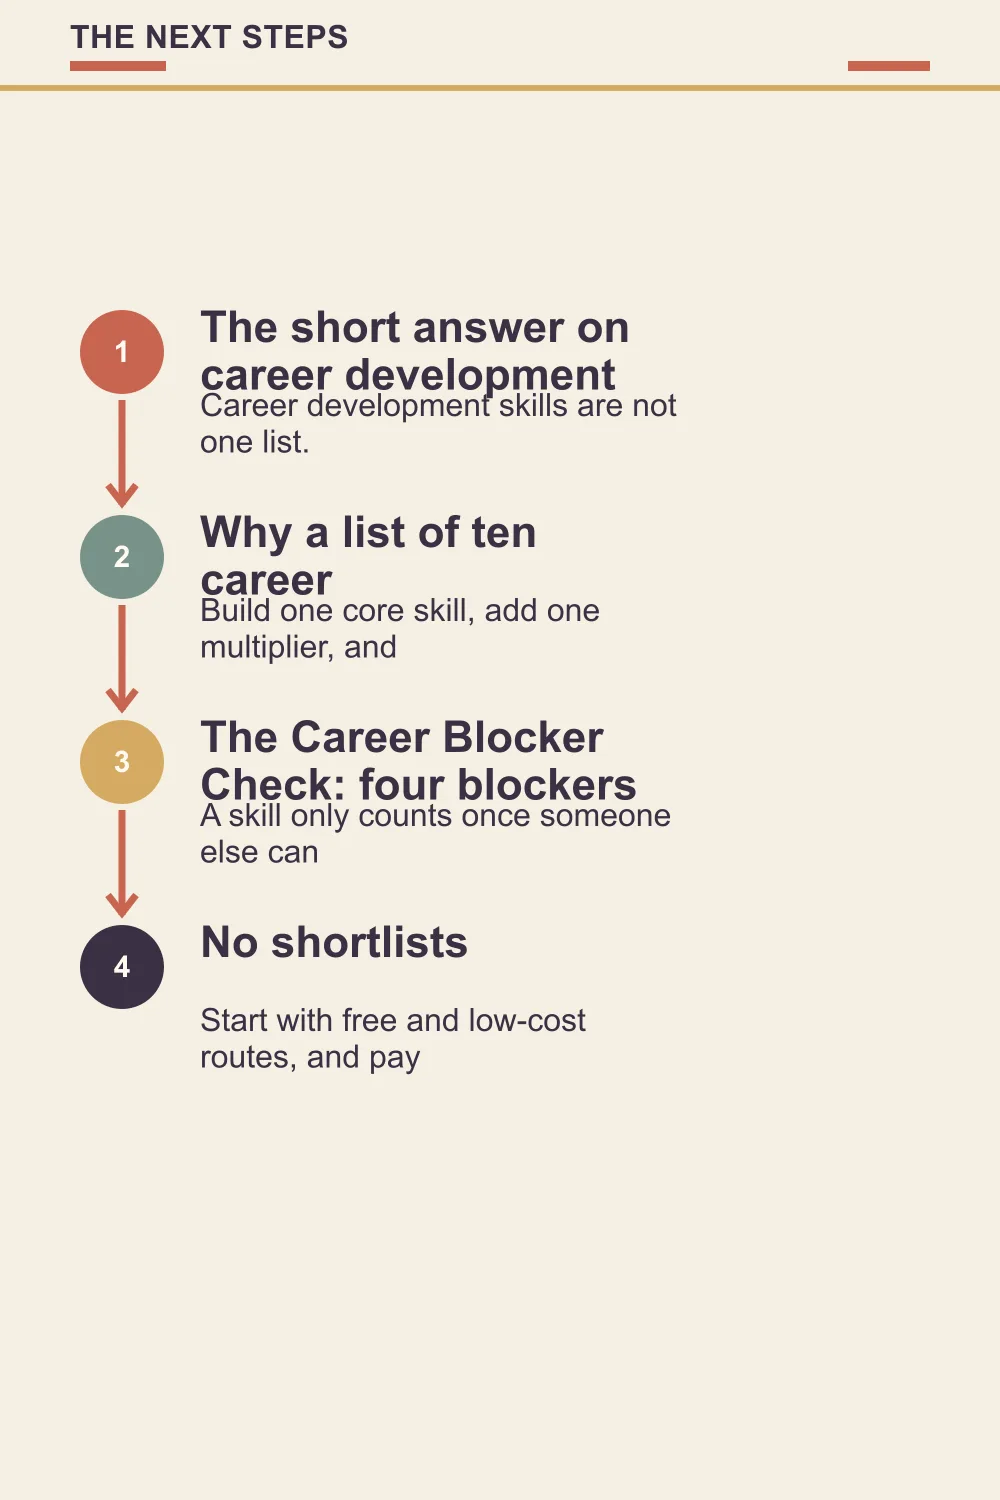 THE NEXT STEPS
1
The short answer on
career development
Career development skills are not
one list.
2
Why a list of ten
career
Build one core skill, add one
multiplier, and
3
The Career Blocker
Check: four blockers
A skill only counts once someone
else can
4
No shortlists
Start with free and low-cost
routes, and pay